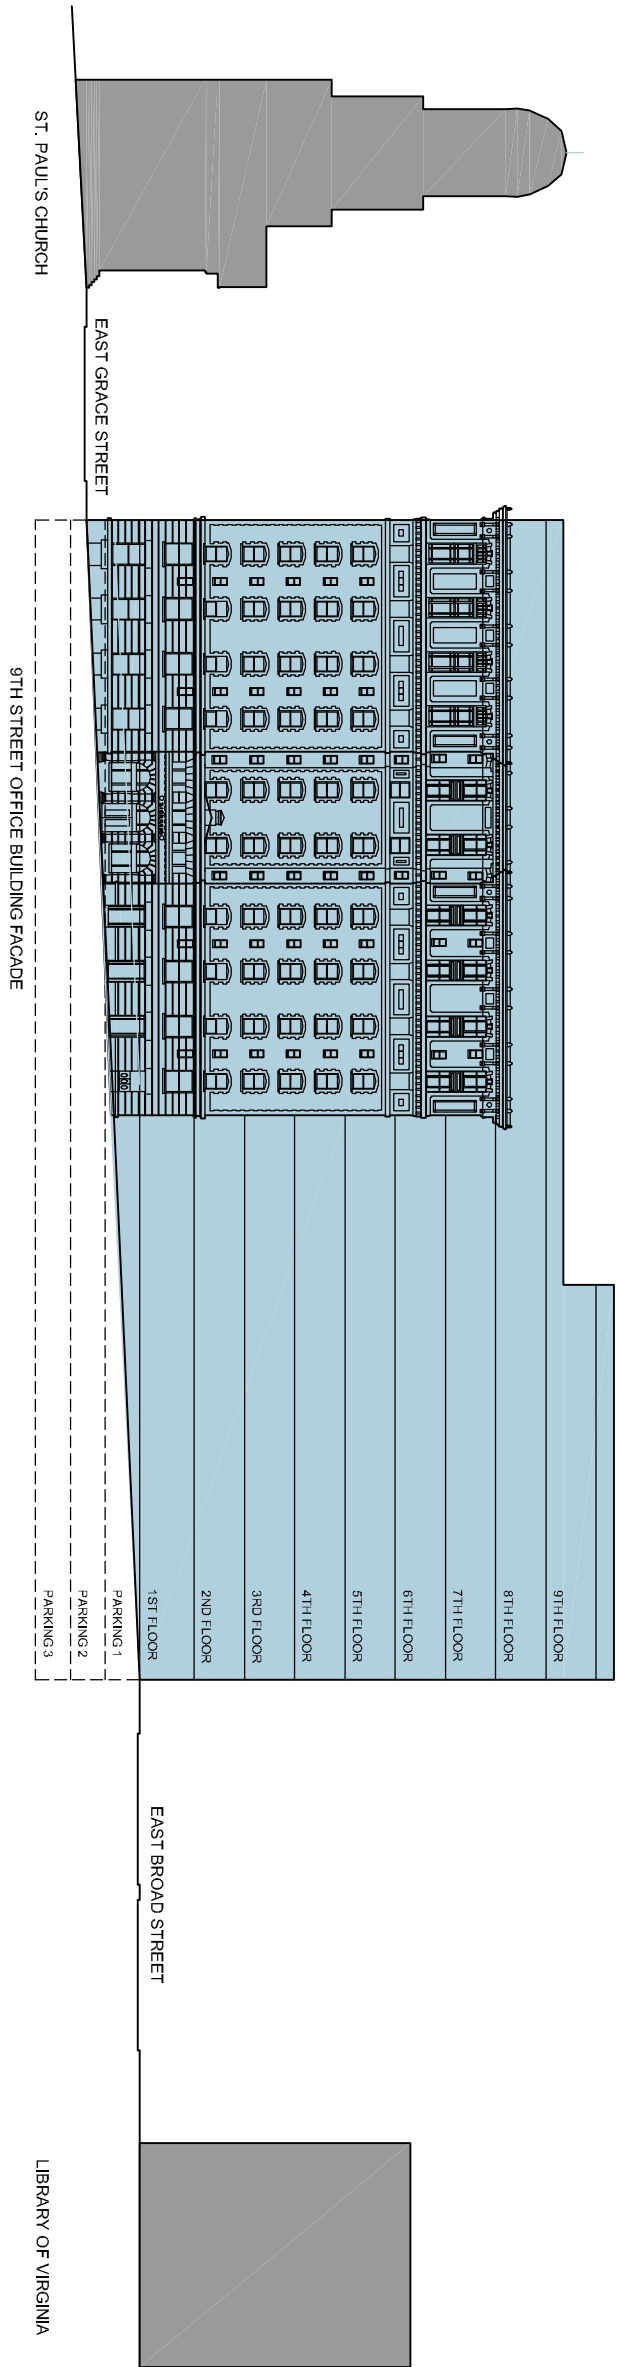 ST. PAUL'S CHURCH
EAST GRACE STREET
9TH STREET OFFICE BUILDING FACADE
9TH FLOOR
8TH FLOOR
7TH FLOOR
6TH FLOOR
5TH FLOOR
4TH FLOOR
3RD FLOOR
2ND FLOOR
1ST FLOOR
PARKING 1
PARKING 2
PARKING 3
EAST BROAD STREET
LIBRARY OF VIRGINIA